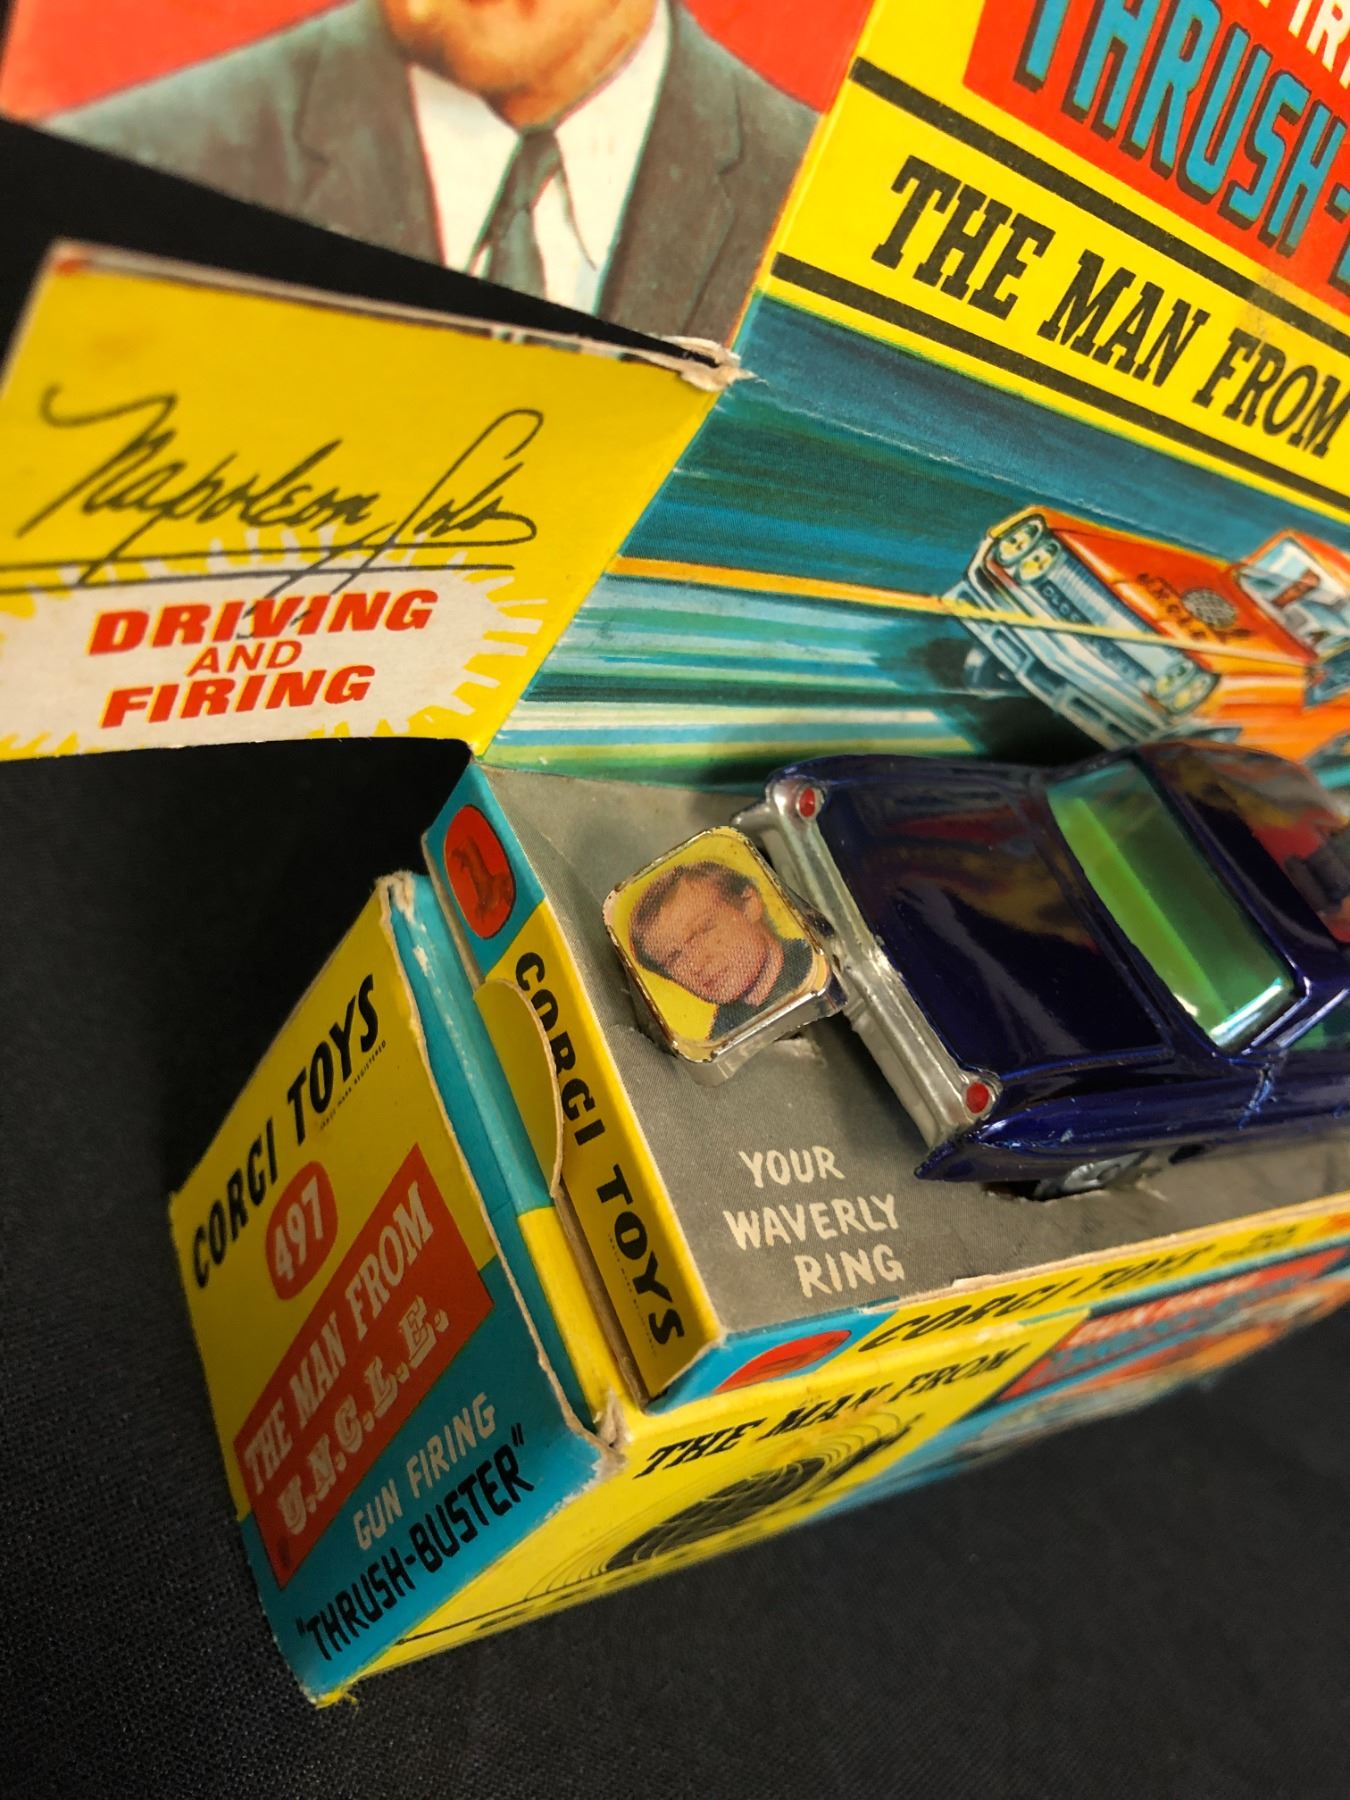 FIR
THRUSH-
THE MAN FROM
Napoleon Solo
DRIVING
AND
FIRING
CORGI TOYS
YOUR
WAVERLY
RING
CORGI TOYS
THE MAN FROM
CORGI TOYS
497
THE MAN FROM
U.N.C.L.E.
GUN FIRING
"THRUSH-BUSTER"